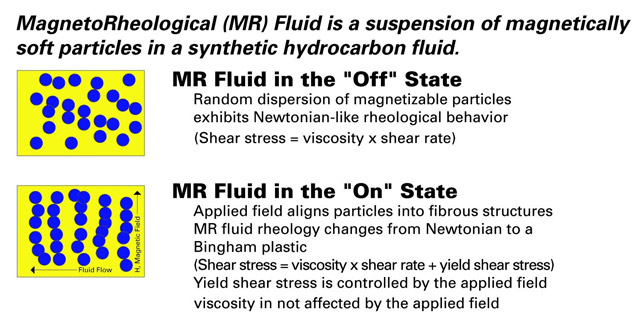 MagnetoRheological (MR) Fluid is a suspension of magnetically
soft particles in a synthetic hydrocarbon fluid.
MR Fluid in the "Off" State
Random dispersion of magnetizable particles
exhibits Newtonian-like rheological behavior
(Shear stress = viscosity x shear rate)
MR Fluid in the "On" State
Applied field aligns particles into fibrous structures
MR fluid rheology changes from Newtonian to a
Bingham plastic
(Shear stress = viscosity x shear rate + yield shear stress)
Yield shear stress is controlled by the applied field
viscosity in not affected by the applied field
H, Magnetic Field
Fluid Flow